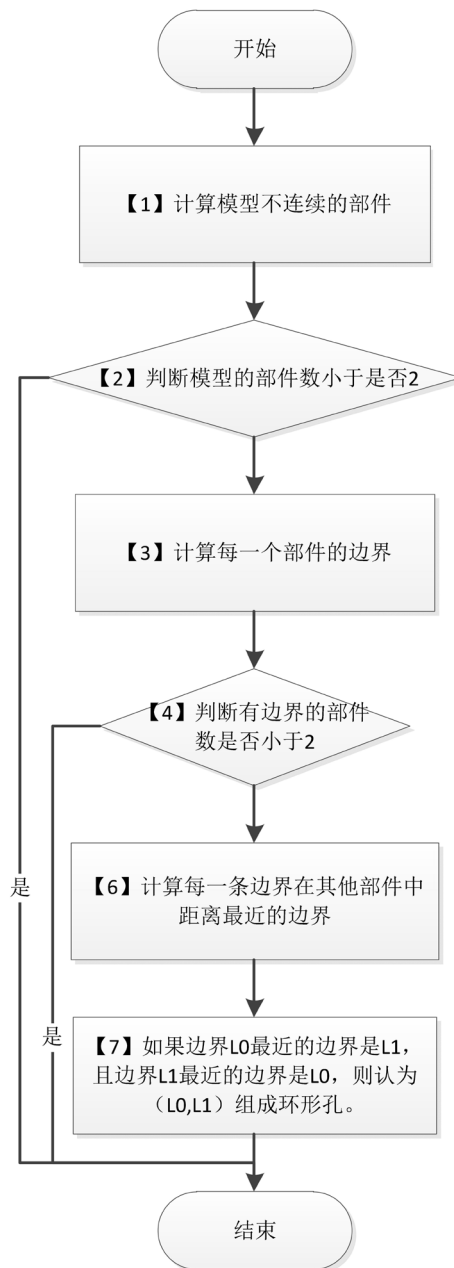 开始
【1】计算模型不连续的部件
【2】判断模型的部件数小于是否2
【3】计算每一个部件的边界
【4】判断有边界的部件
数是否小于2
【6】计算每一条边界在其他部件中
距离最近的边界
是
是
【7】如果边界L0最近的边界是L1，
且边界L1最近的边界是L0，则认为
（L0,L1）组成环形孔。
结束